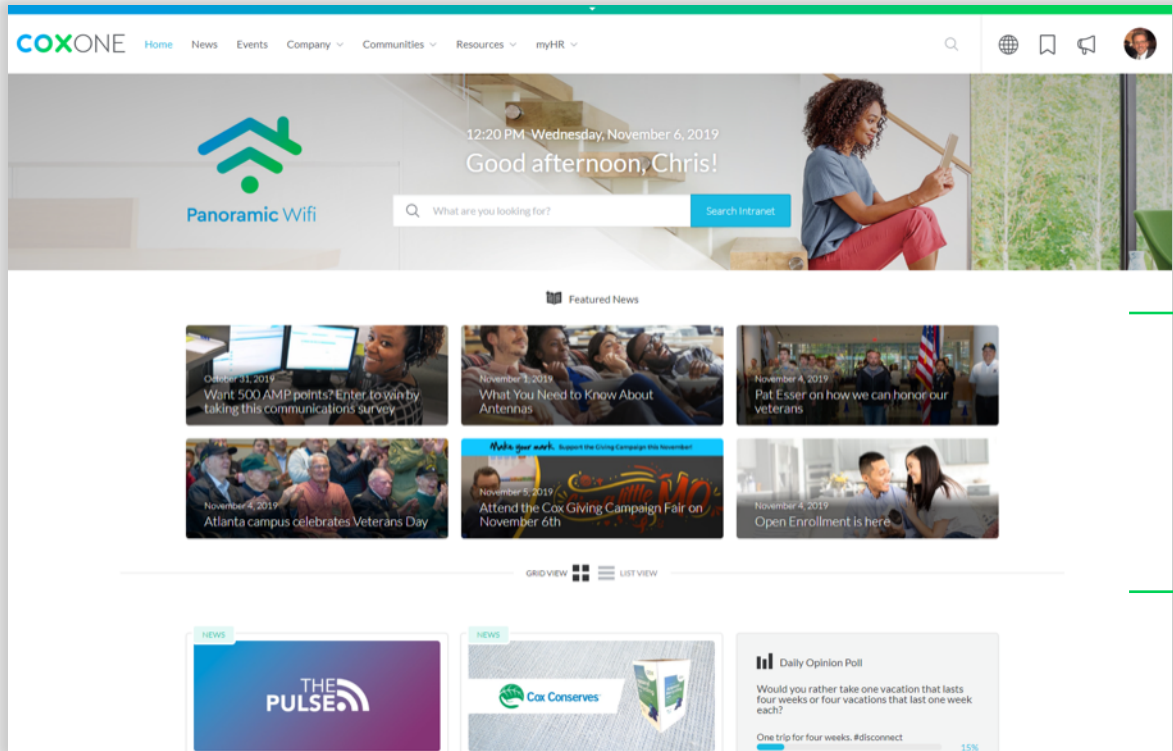 COXONE Home News Events Company Communities Resources myHR
12:20 PM Wednesday, November 6, 2019
Good afternoon, Chris!
Panoramic Wifi
What are you looking for? Search Intranet
Featured News
October 31, 2019
Want 500 AMP points? Enter to win by
taking this communications survey
November 1, 2019
What You Need to Know About
Antennas
November 4, 2019
Pat Esser on how we can honor our
veterans
November 4, 2019
Atlanta campus celebrates Veterans Day
Make your mark. Support the Giving Campaign this November!
November 5, 2019
Attend the Cox Giving Campaign Fair on
November 6th
November 4, 2019
Open Enrollment is here
GRID VIEW LIST VIEW
NEWS
THE
PULSE
NEWS
Cox Conserves
Daily Opinion Poll
Would you rather take one vacation that lasts
four weeks or four vacations that last one week
each?
One trip for four weeks. #disconnect
15%